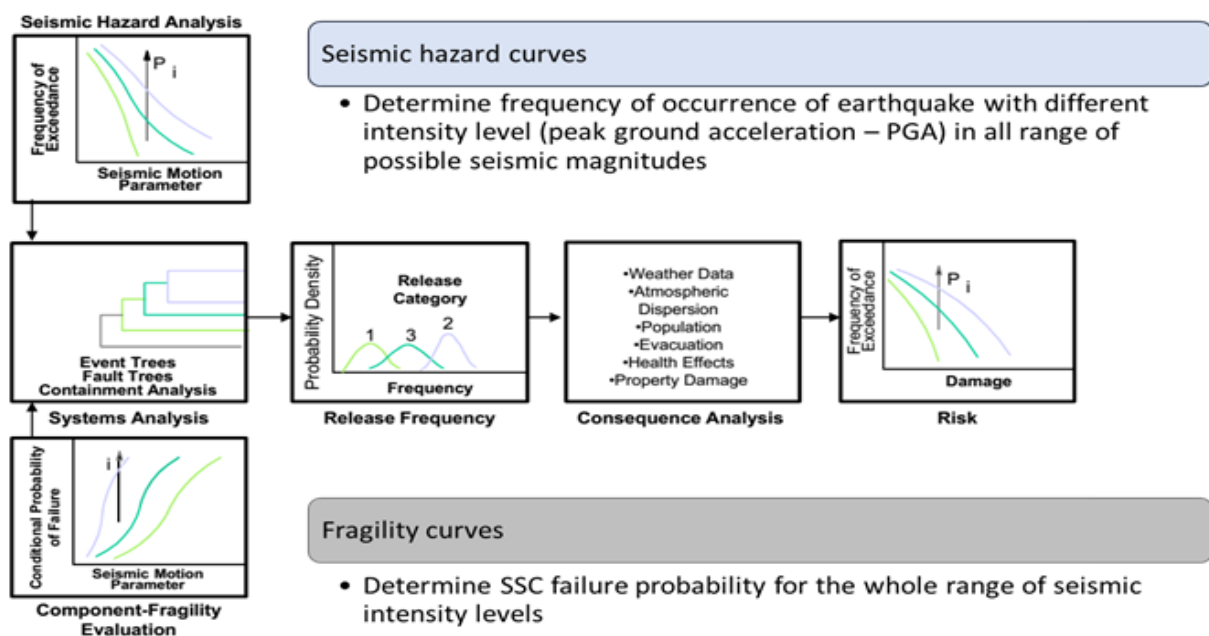 Seismic Hazard Analysis
Frequency of
Exceedance
P i
Seismic Motion
Parameter
Seismic hazard curves
• Determine frequency of occurrence of earthquake with different
intensity level (peak ground acceleration – PGA) in all range of
possible seismic magnitudes
Event Trees
Fault Trees
Containment Analysis
Systems Analysis
Probability Density
Release
Category
1 3 2
Frequency
Release Frequency
•Weather Data
•Atmospheric
Dispersion
•Population
•Evacuation
•Health Effects
•Property Damage
Consequence Analysis
Frequency of
Exceedance
P i
Damage
Risk
Conditional Probability
of Failure
i
Seismic Motion
Parameter
Component-Fragility
Evaluation
Fragility curves
• Determine SSC failure probability for the whole range of seismic
intensity levels